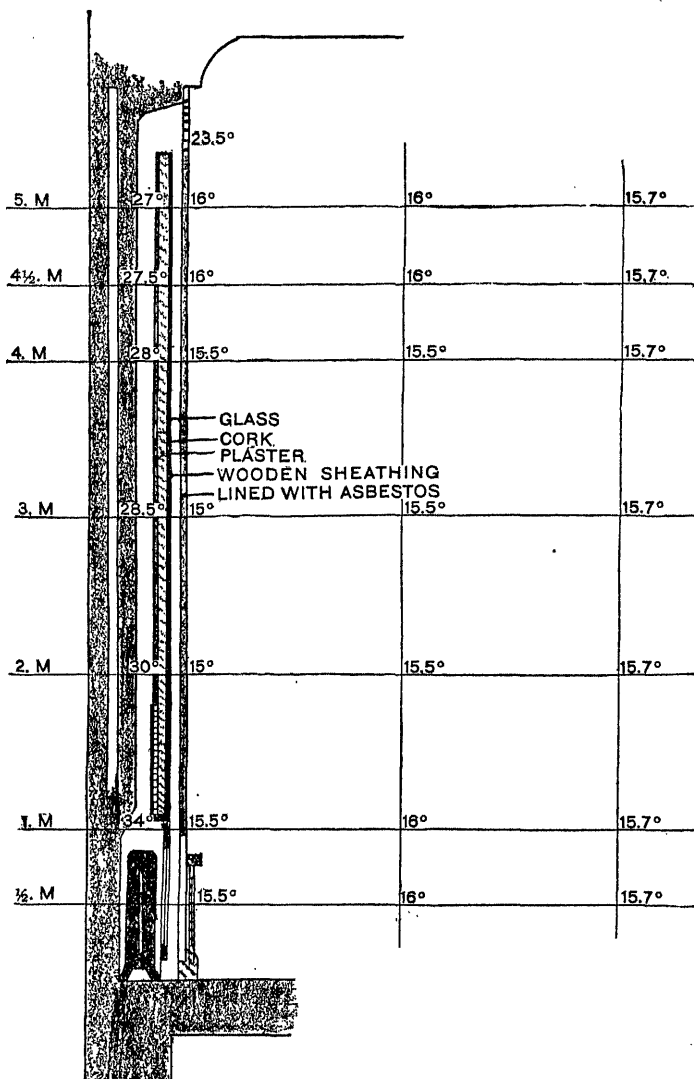 23.5°
5. M 27° 16° 16° 15.7°
4½. M 27.5° 16° 16° 15.7°
4. M 28° 15.5° 15.5° 15.7°
GLASS
CORK.
PLASTER.
WOODEN SHEATHING
LINED WITH ASBESTOS
3. M 28.5° 15° 15.5° 15.7°
2. M 30° 15° 15.5° 15.7°
1. M 34° 15.5° 16° 15.7°
½. M 15.5° 16° 15.7°